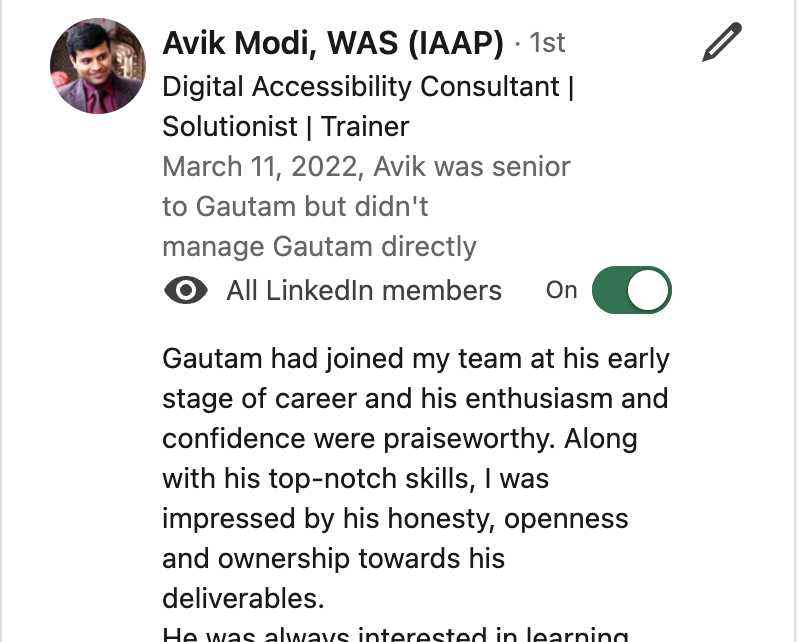 Avik Modi, WAS (IAAP) · 1st
Digital Accessibility Consultant |
Solutionist | Trainer
March 11, 2022, Avik was senior
to Gautam but didn't
manage Gautam directly
All LinkedIn members On
Gautam had joined my team at his early
stage of career and his enthusiasm and
confidence were praiseworthy. Along
with his top-notch skills, I was
impressed by his honesty, openness
and ownership towards his
deliverables.
He was always interested in learning